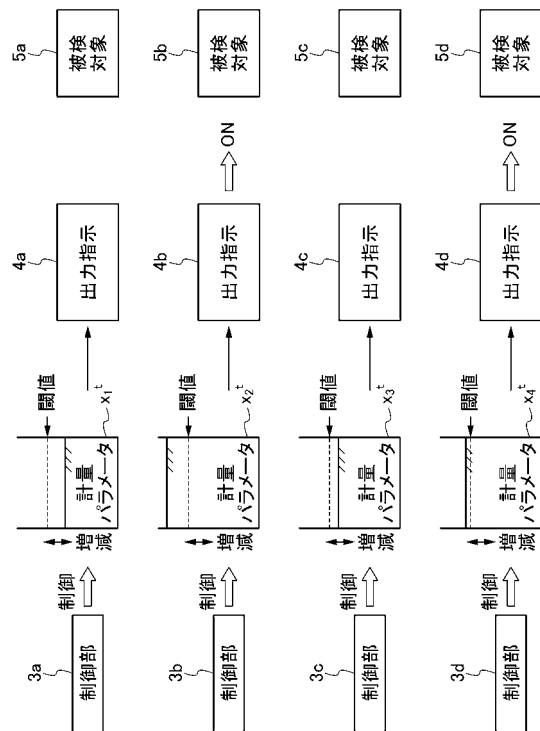 3a
制御部
制御
増減
計量
パラメータ
閾値
x₁ᵗ
4a
出力指示
5a
被検
対象
3b
制御部
制御
増減
計量
パラメータ
閾値
x₂ᵗ
4b
出力指示
ON
5b
被検
対象
3c
制御部
制御
増減
計量
パラメータ
閾値
x₃ᵗ
4c
出力指示
5c
被検
対象
3d
制御部
制御
増減
計量
パラメータ
閾値
x₄ᵗ
4d
出力指示
ON
5d
被検
対象